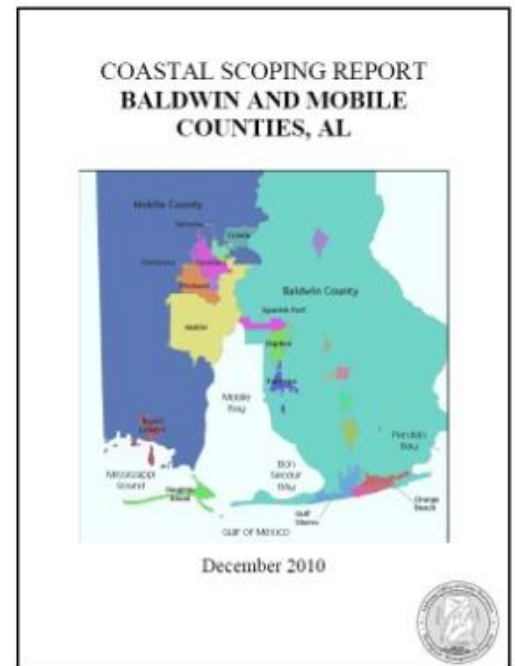 COASTAL SCOPING REPORT
BALDWIN AND MOBILE
COUNTIES, AL
Mobile County
Baldwin County
Spanish Fort
Mobile
Mobile
Bay
Perdido
Bay
Bon
Secour
Bay
Mississippi
Sound
Orange
Beach
Gulf
Shores
Gulf of Mexico
December 2010